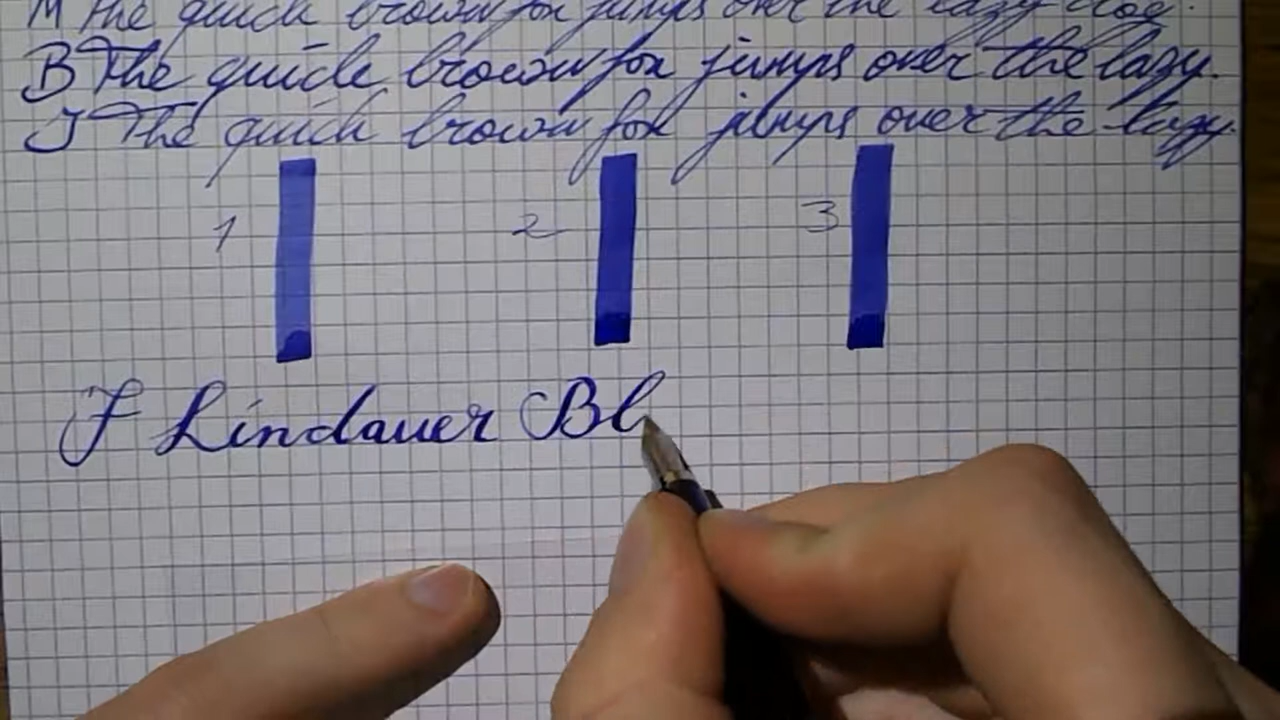 M The quick brown fox jumps over the lazy dog.
B The quick brown fox jumps over the lazy.
J The quick brown fox jumps over the lazy.
1 2 3
F Lindauer Bl